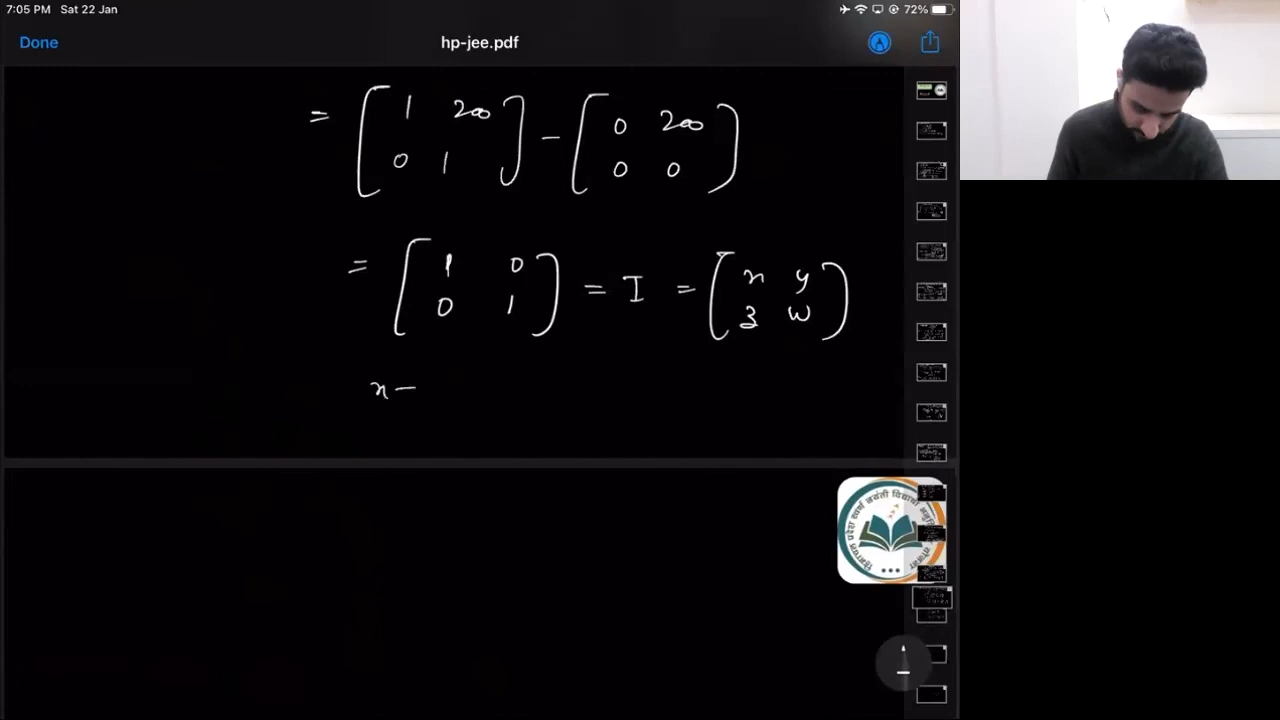 7:05 PM Sat 22 Jan 72%
Done hp-jee.pdf
= [ 1 200 ] - [ 0 200 ]
[ 0 1 ] [ 0 0 ]
= [ 1 0 ] = I = [ x y ]
[ 0 1 ] [ z w ]
x -